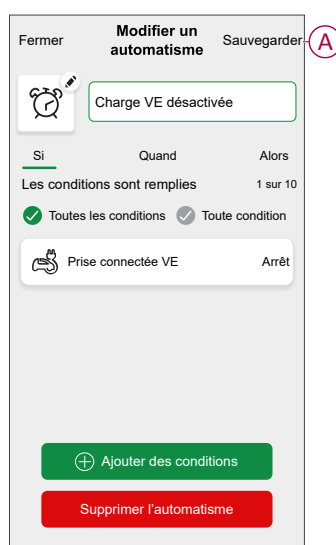 Fermer
Modifier un automatisme
Sauvegarder
A
Charge VE désactivée
Si
Quand
Alors
Les conditions sont remplies
1 sur 10
Toutes les conditions
Toute condition
Prise connectée VE
Arrêt
Ajouter des conditions
Supprimer l'automatisme